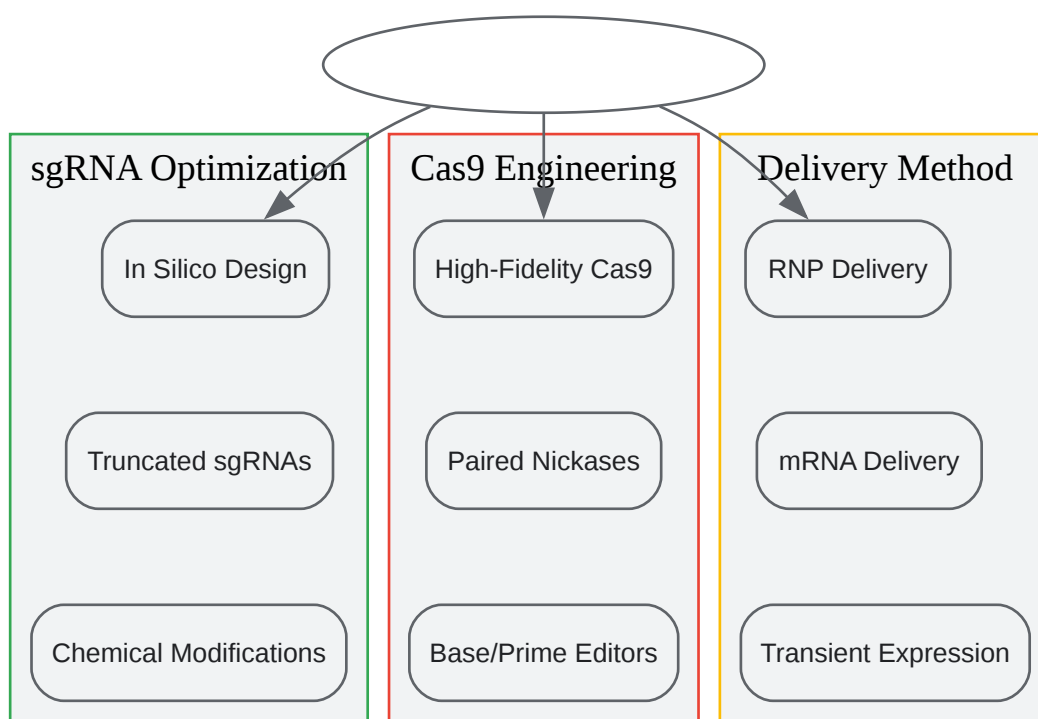 sgRNA Optimization
In Silico Design
Truncated sgRNAs
Chemical Modifications
Cas9 Engineering
High-Fidelity Cas9
Paired Nickases
Base/Prime Editors
Delivery Method
RNP Delivery
mRNA Delivery
Transient Expression